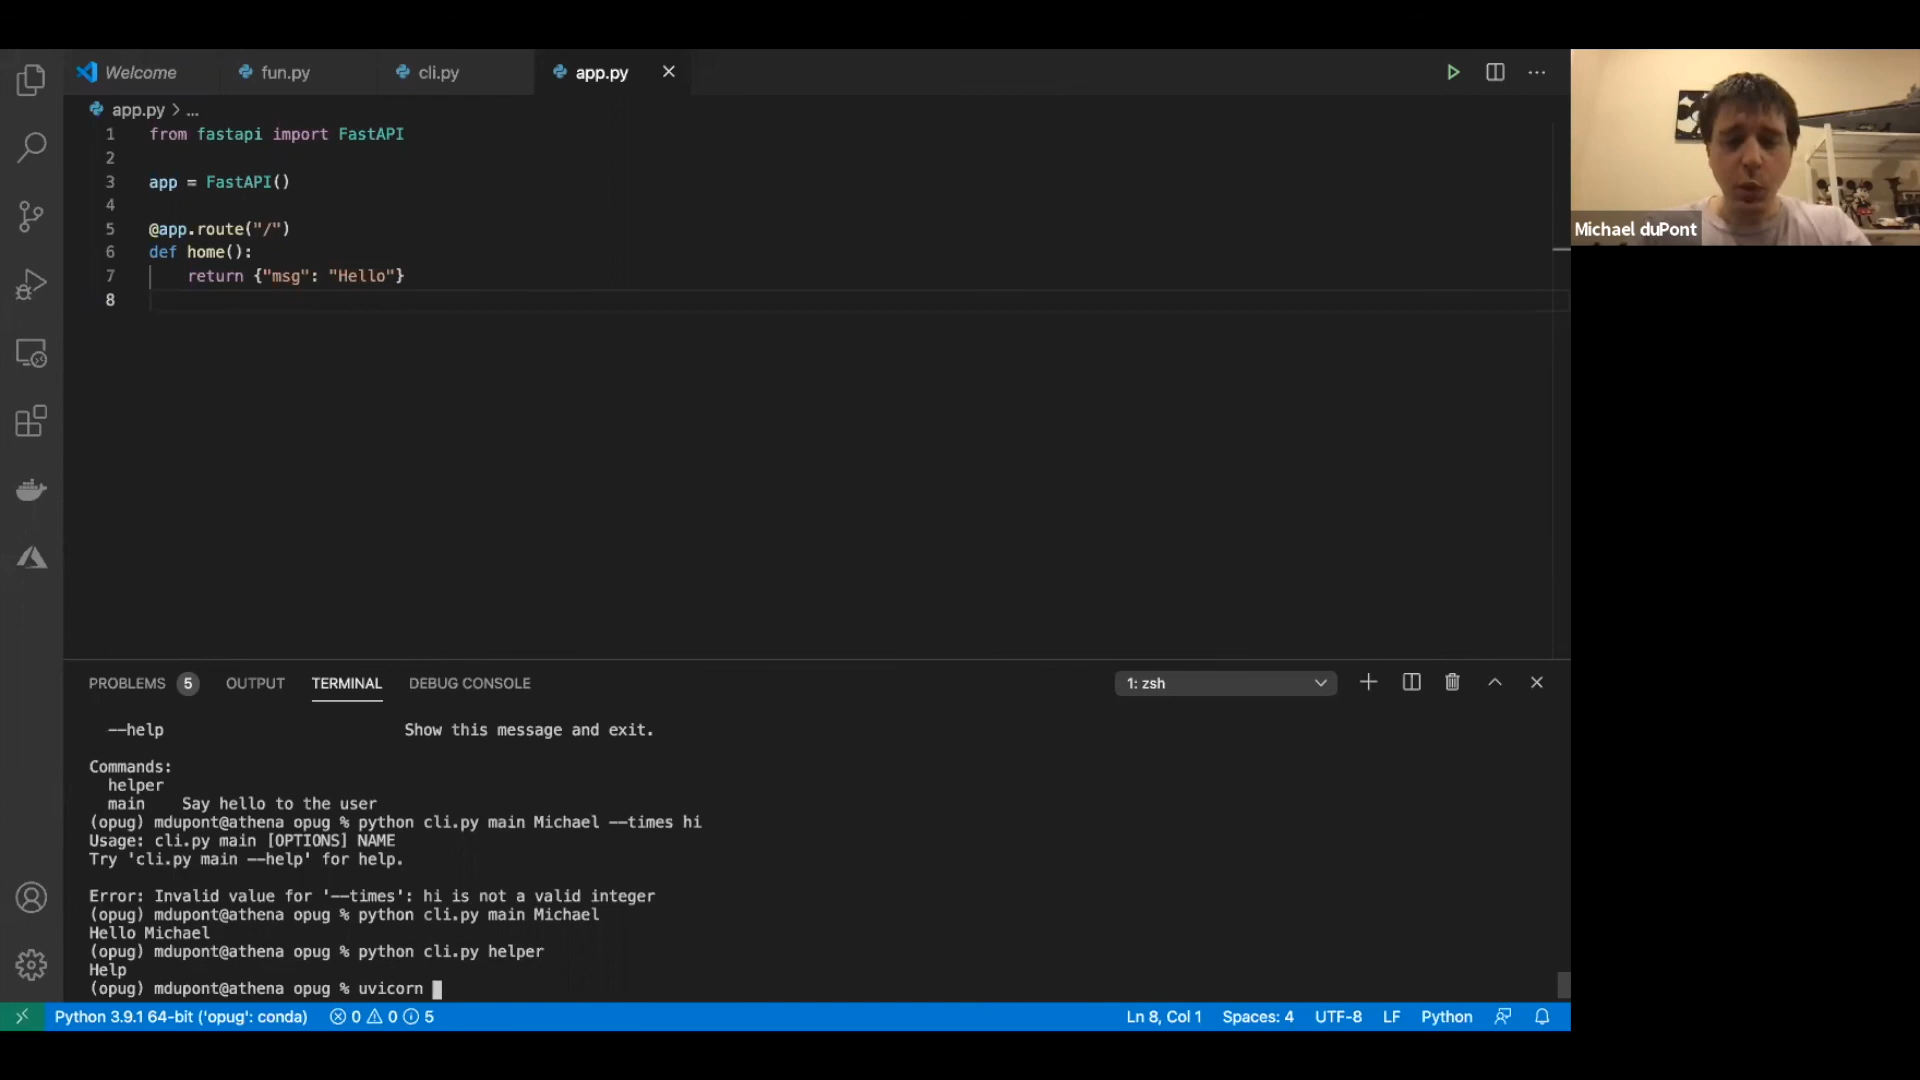 Welcome
fun.py
cli.py
app.py
app.py > ...
1 from fastapi import FastAPI
2
3 app = FastAPI()
4
5 @app.route("/")
6 def home():
7 return {"msg": "Hello"}
8
Michael duPont
PROBLEMS 5 OUTPUT TERMINAL DEBUG CONSOLE 1: zsh
--help Show this message and exit.
Commands:
helper
main Say hello to the user
(opug) mdupont@athena opug % python cli.py main Michael --times hi
Usage: cli.py main [OPTIONS] NAME
Try 'cli.py main --help' for help.
Error: Invalid value for '--times': hi is not a valid integer
(opug) mdupont@athena opug % python cli.py main Michael
Hello Michael
(opug) mdupont@athena opug % python cli.py helper
Help
(opug) mdupont@athena opug % uvicorn
Python 3.9.1 64-bit ('opug': conda) 0 0 5 Ln 8, Col 1 Spaces: 4 UTF-8 LF Python